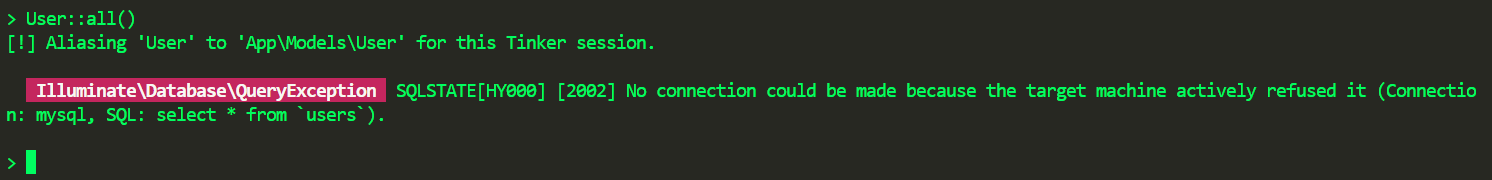 > User::all()
[!] Aliasing 'User' to 'App\Models\User' for this Tinker session.
Illuminate\Database\QueryException SQLSTATE[HY000] [2002] No connection could be made because the target machine actively refused it (Connectio
n: mysql, SQL: select * from `users`).
>